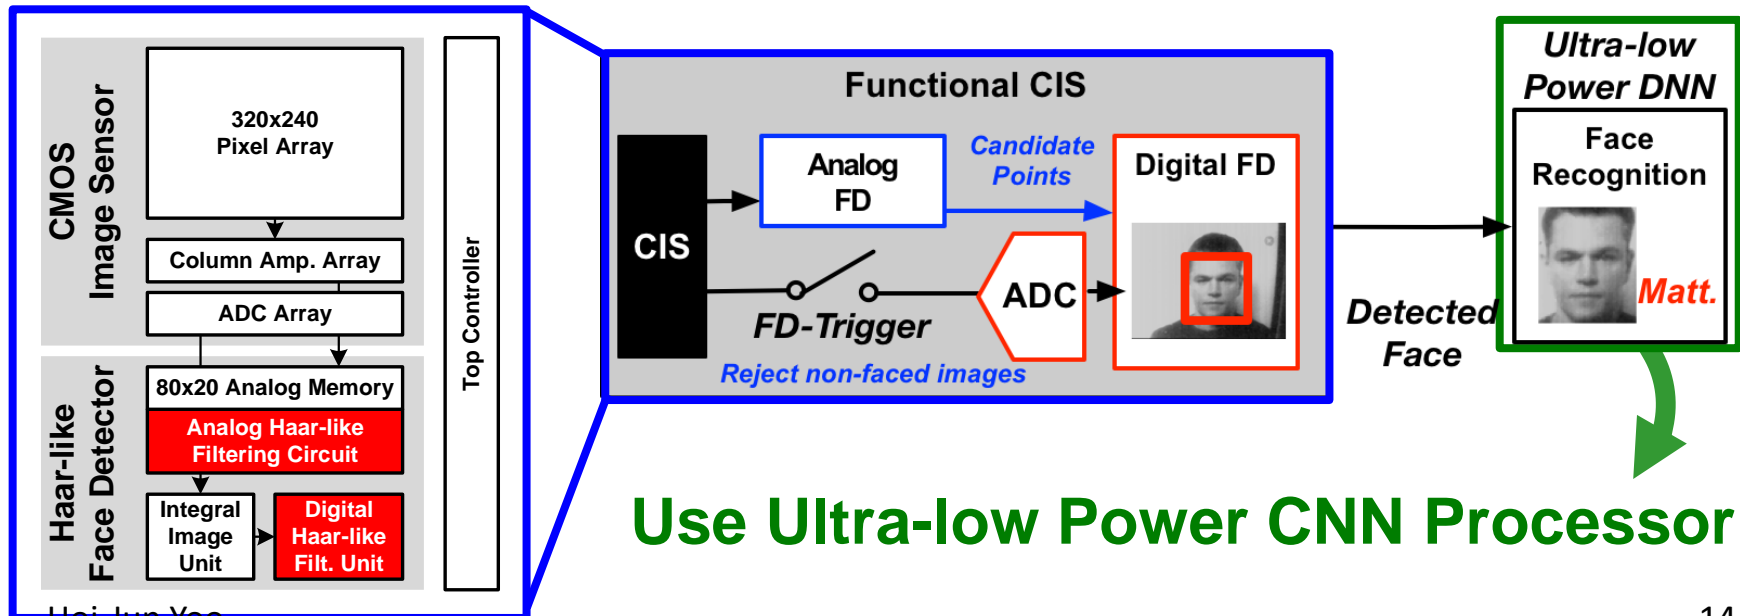 CMOS
Image Sensor
320x240
Pixel Array
Column Amp. Array
ADC Array
Haar-like
Face Detector
80x20 Analog Memory
Analog Haar-like
Filtering Circuit
Integral
Image
Unit
Digital
Haar-like
Filt. Unit
Top Controller
Functional CIS
CIS
Analog
FD
Candidate
Points
Digital FD
FD-Trigger
ADC
Reject non-faced images
Detected
Face
Ultra-low
Power DNN
Face
Recognition
Matt.
Use Ultra-low Power CNN Processor
14